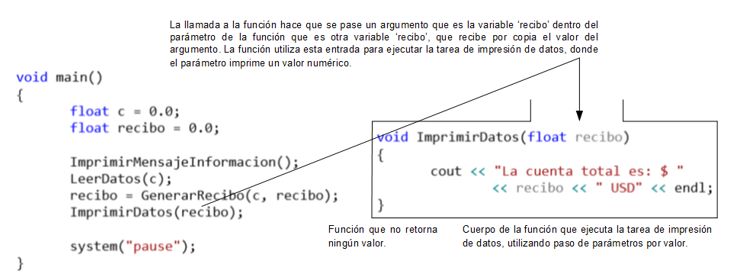 La llamada a la función hace que se pase un argumento que es la variable 'recibo' dentro del
parámetro de la función que es otra variable 'recibo', que recibe por copia el valor del
argumento. La función utiliza esta entrada para ejecutar la tarea de impresión de datos, donde
el parámetro imprime un valor numérico.
void main()
{
float c = 0.0;
float recibo = 0.0;
ImprimirMensajeInformacion();
LeerDatos(c);
recibo = GenerarRecibo(c, recibo);
ImprimirDatos(recibo);
system("pause");
}
void ImprimirDatos(float recibo)
{
cout << "La cuenta total es: $ "
<< recibo << " USD" << endl;
}
Función que no retorna
ningún valor.
Cuerpo de la función que ejecuta la tarea de impresión
de datos, utilizando paso de parámetros por valor.